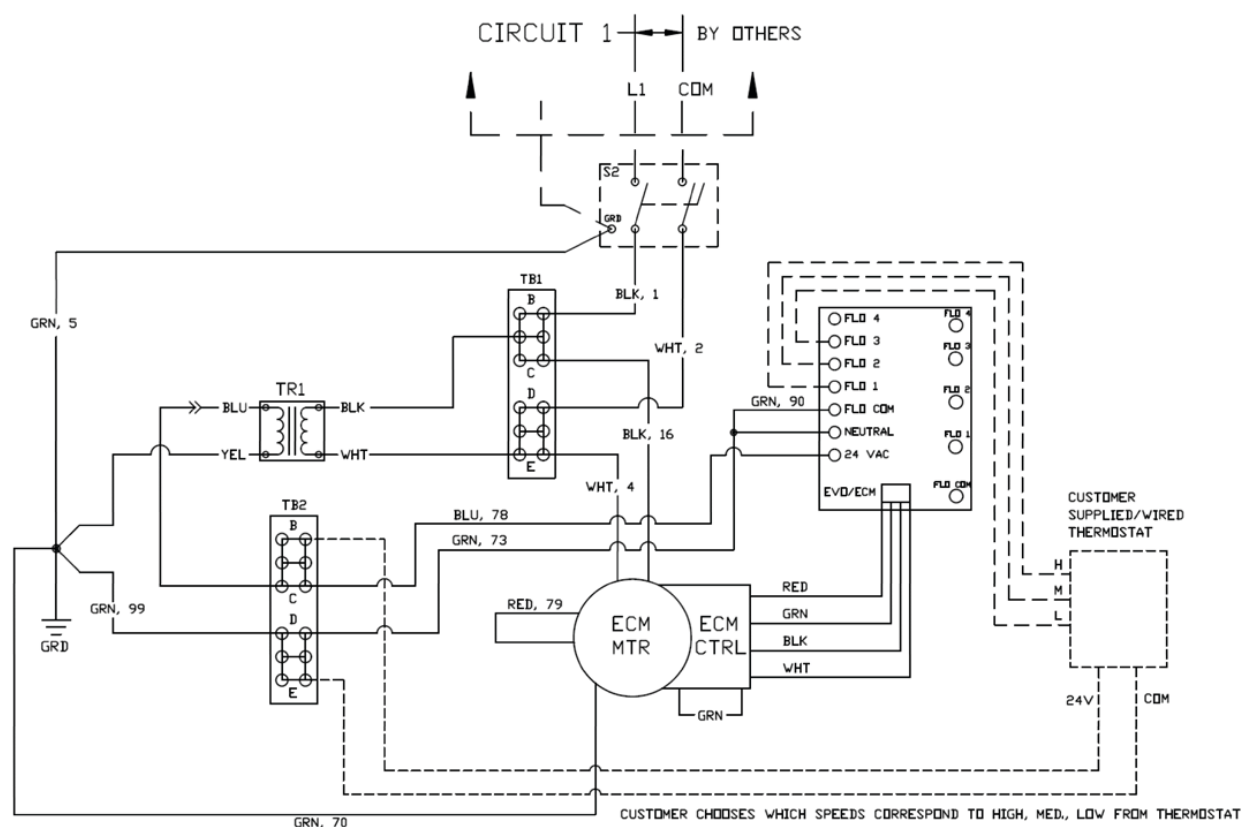 CIRCUIT 1
BY OTHERS
L1
COM
S2
GRD
TB1
B
BLK, 1
GRN, 5
WHT, 2
C
TR1
BLU
BLK
D
BLK, 16
YEL
WHT
E
WHT, 4
FLO 4
FLO 3
FLO 2
FLO 1
GRN, 90
FLO COM
NEUTRAL
24 VAC
EVO/ECM
FLO 4
FLO 3
FLO 2
FLO 1
FLO COM
TB2
B
BLU, 78
GRN, 73
C
GRN, 99
D
E
GRD
RED, 79
ECM
MTR
ECM
CTRL
RED
GRN
BLK
WHT
GRN
CUSTOMER
SUPPLIED/WIRED
THERMOSTAT
H
M
L
24V
COM
GRN, 70
CUSTOMER CHOOSES WHICH SPEEDS CORRESPOND TO HIGH, MED., LOW FROM THERMOSTAT